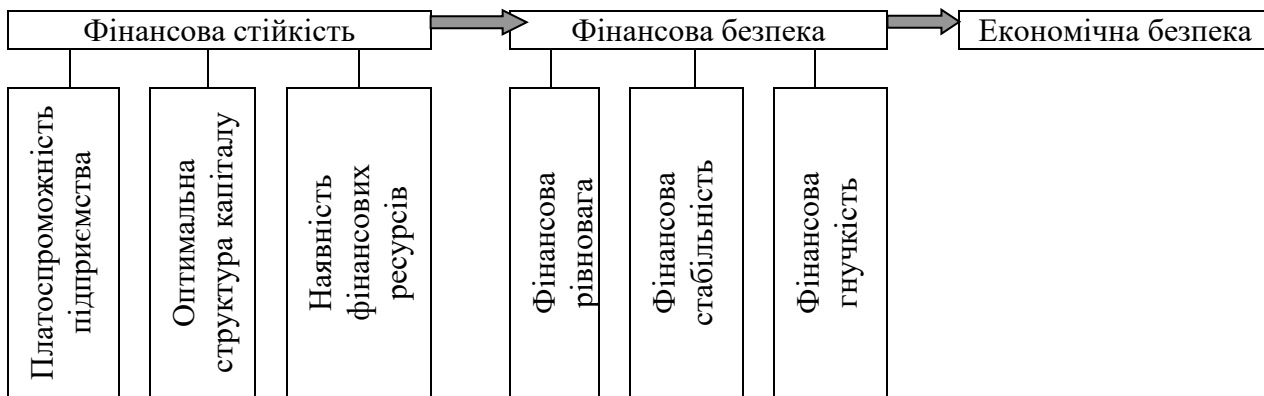 Фінансова стійкість
Фінансова безпека
Економічна безпека
Платоспроможність
підприємства
Оптимальна
структура капіталу
Наявність
фінансових
ресурсів
Фінансова
рівновага
Фінансова
стабільність
Фінансова
гнучкість